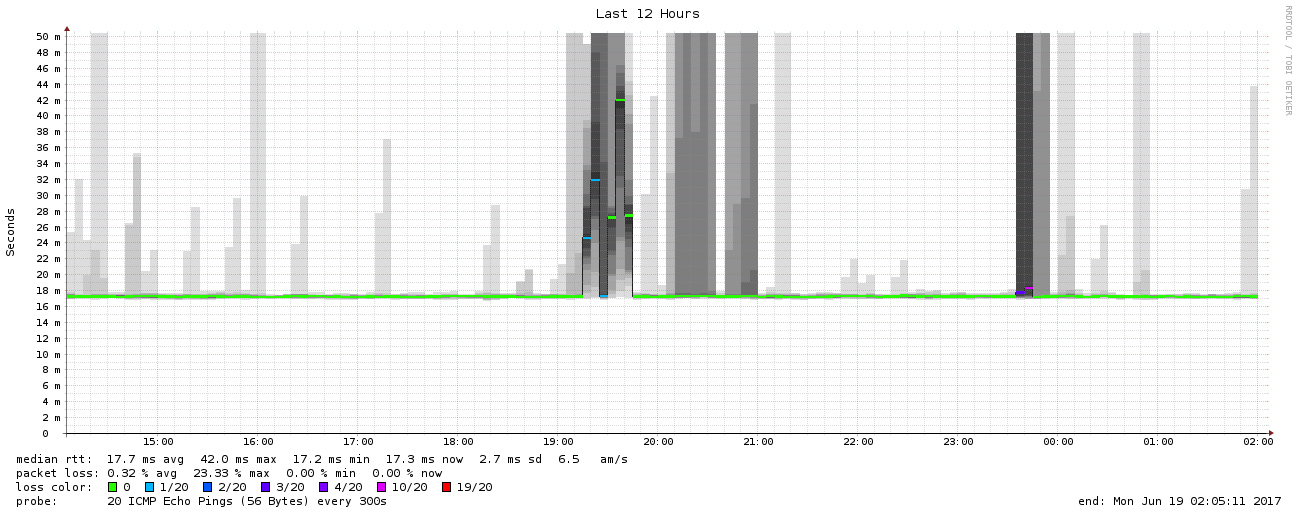 Last 12 Hours
RRDTOOL / TOBI OETIKER
Seconds
50 m
48 m
46 m
44 m
42 m
40 m
38 m
36 m
34 m
32 m
30 m
28 m
26 m
24 m
22 m
20 m
18 m
16 m
14 m
12 m
10 m
8 m
6 m
4 m
2 m
0
15:00 16:00 17:00 18:00 19:00 20:00 21:00 22:00 23:00 00:00 01:00 02:00
median rtt: 17.7 ms avg 42.0 ms max 17.2 ms min 17.3 ms now 2.7 ms sd 6.5 am/s
packet loss: 0.32 % avg 23.33 % max 0.00 % min 0.00 % now
loss color: 0 1/20 2/20 3/20 4/20 10/20 19/20
probe: 20 ICMP Echo Pings (56 Bytes) every 300s end: Mon Jun 19 02:05:11 2017